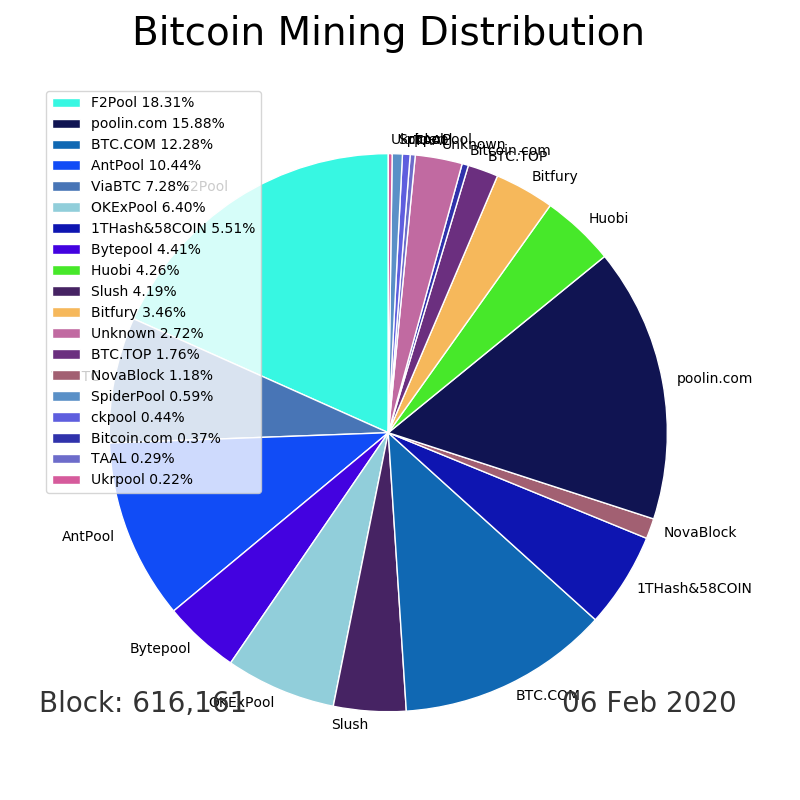 Bitcoin Mining Distribution
F2Pool 18.31%
poolin.com 15.88%
BTC.COM 12.28%
AntPool 10.44%
ViaBTC 7.28%
OKExPool 6.40%
1THash&58COIN 5.51%
Bytepool 4.41%
Huobi 4.26%
Slush 4.19%
Bitfury 3.46%
Unknown 2.72%
BTC.TOP 1.76%
NovaBlock 1.18%
SpiderPool 0.59%
ckpool 0.44%
Bitcoin.com 0.37%
TAAL 0.29%
Ukrpool 0.22%
Unknown
Bitcoin.com
BTC.TOP
Bitfury
Huobi
poolin.com
NovaBlock
1THash&58COIN
BTC.COM
Slush
OKExPool
Bytepool
AntPool
F2Pool
Block: 616,161
06 Feb 2020